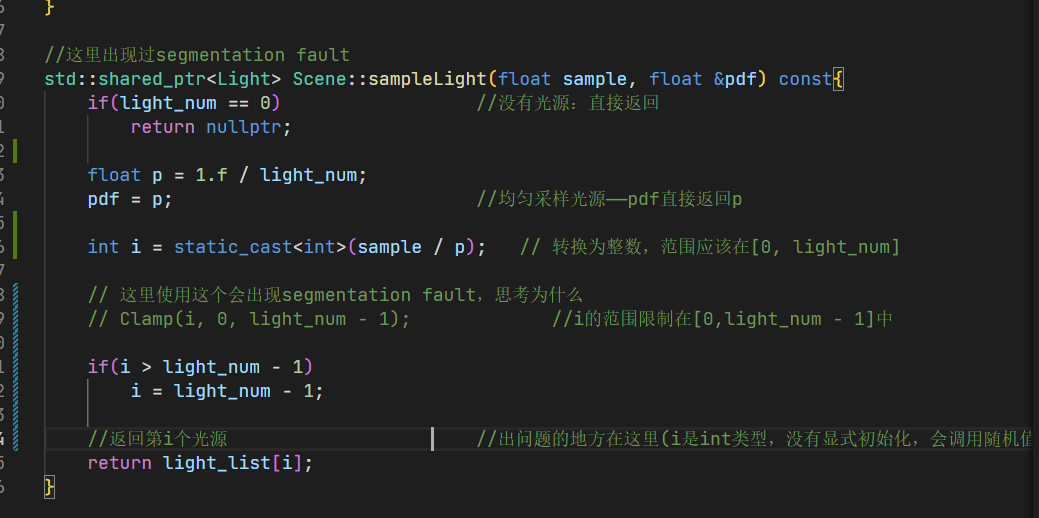 }
//这里出现过segmentation fault
std::shared_ptr<Light> Scene::sampleLight(float sample, float &pdf) const{
if(light_num == 0) //没有光源：直接返回
return nullptr;
float p = 1.f / light_num;
pdf = p; //均匀采样光源——pdf直接返回p
int i = static_cast<int>(sample / p); // 转换为整数，范围应该在[0, light_num]
// 这里使用这个会出现segmentation fault，思考为什么
// Clamp(i, 0, light_num - 1); //i的范围限制在[0,light_num - 1]中
if(i > light_num - 1)
i = light_num - 1;
//返回第i个光源 //出问题的地方在这里(i是int类型，没有显式初始化，会调用随机值
return light_list[i];
}